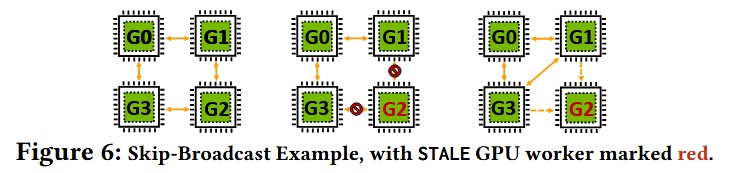 G0 G1 G0 G1 G0 G1
G3 G2 G3 G2 G3 G2
Figure 6: Skip-Broadcast Example, with STALE GPU worker marked red.